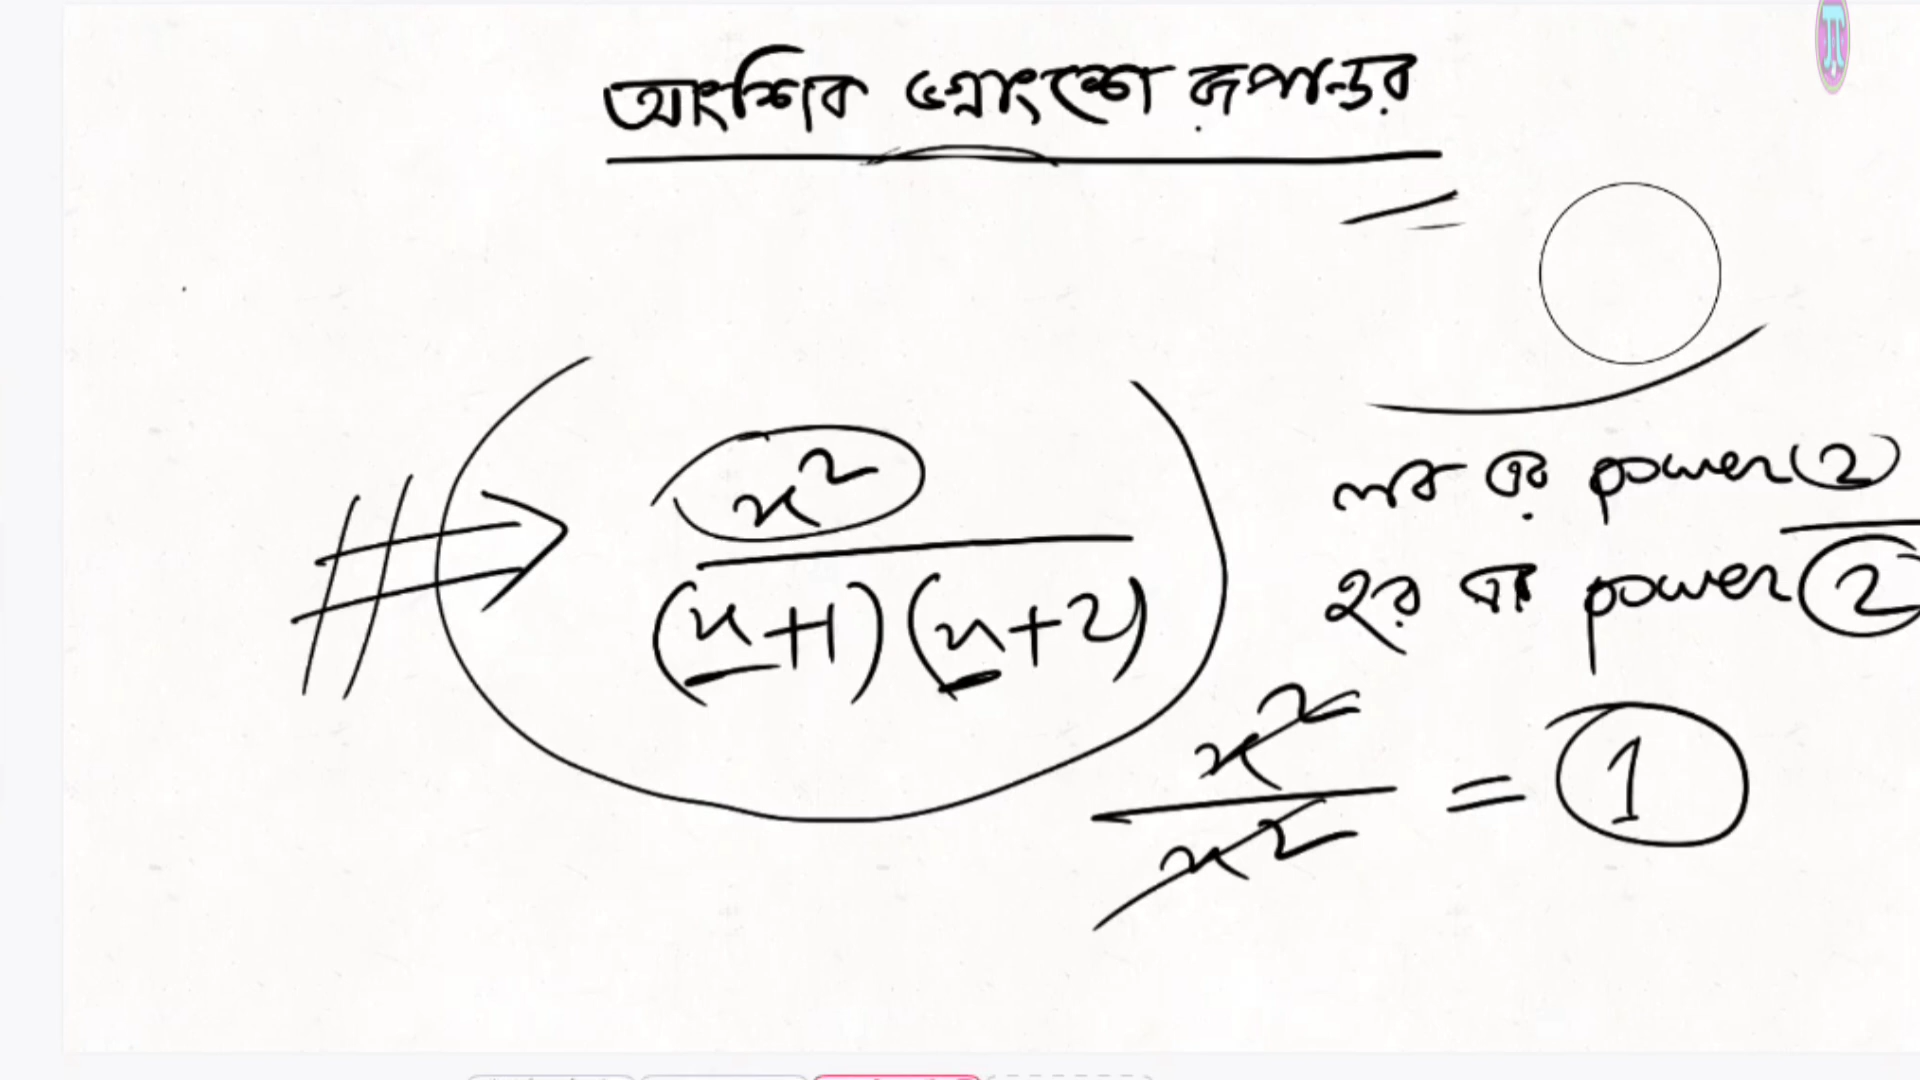 আংশিক ভগ্নাংশে রূপান্তর
x²
(x+1)(x+2)
লব এর power 2
হর এর power 2
x²
x²
= 1